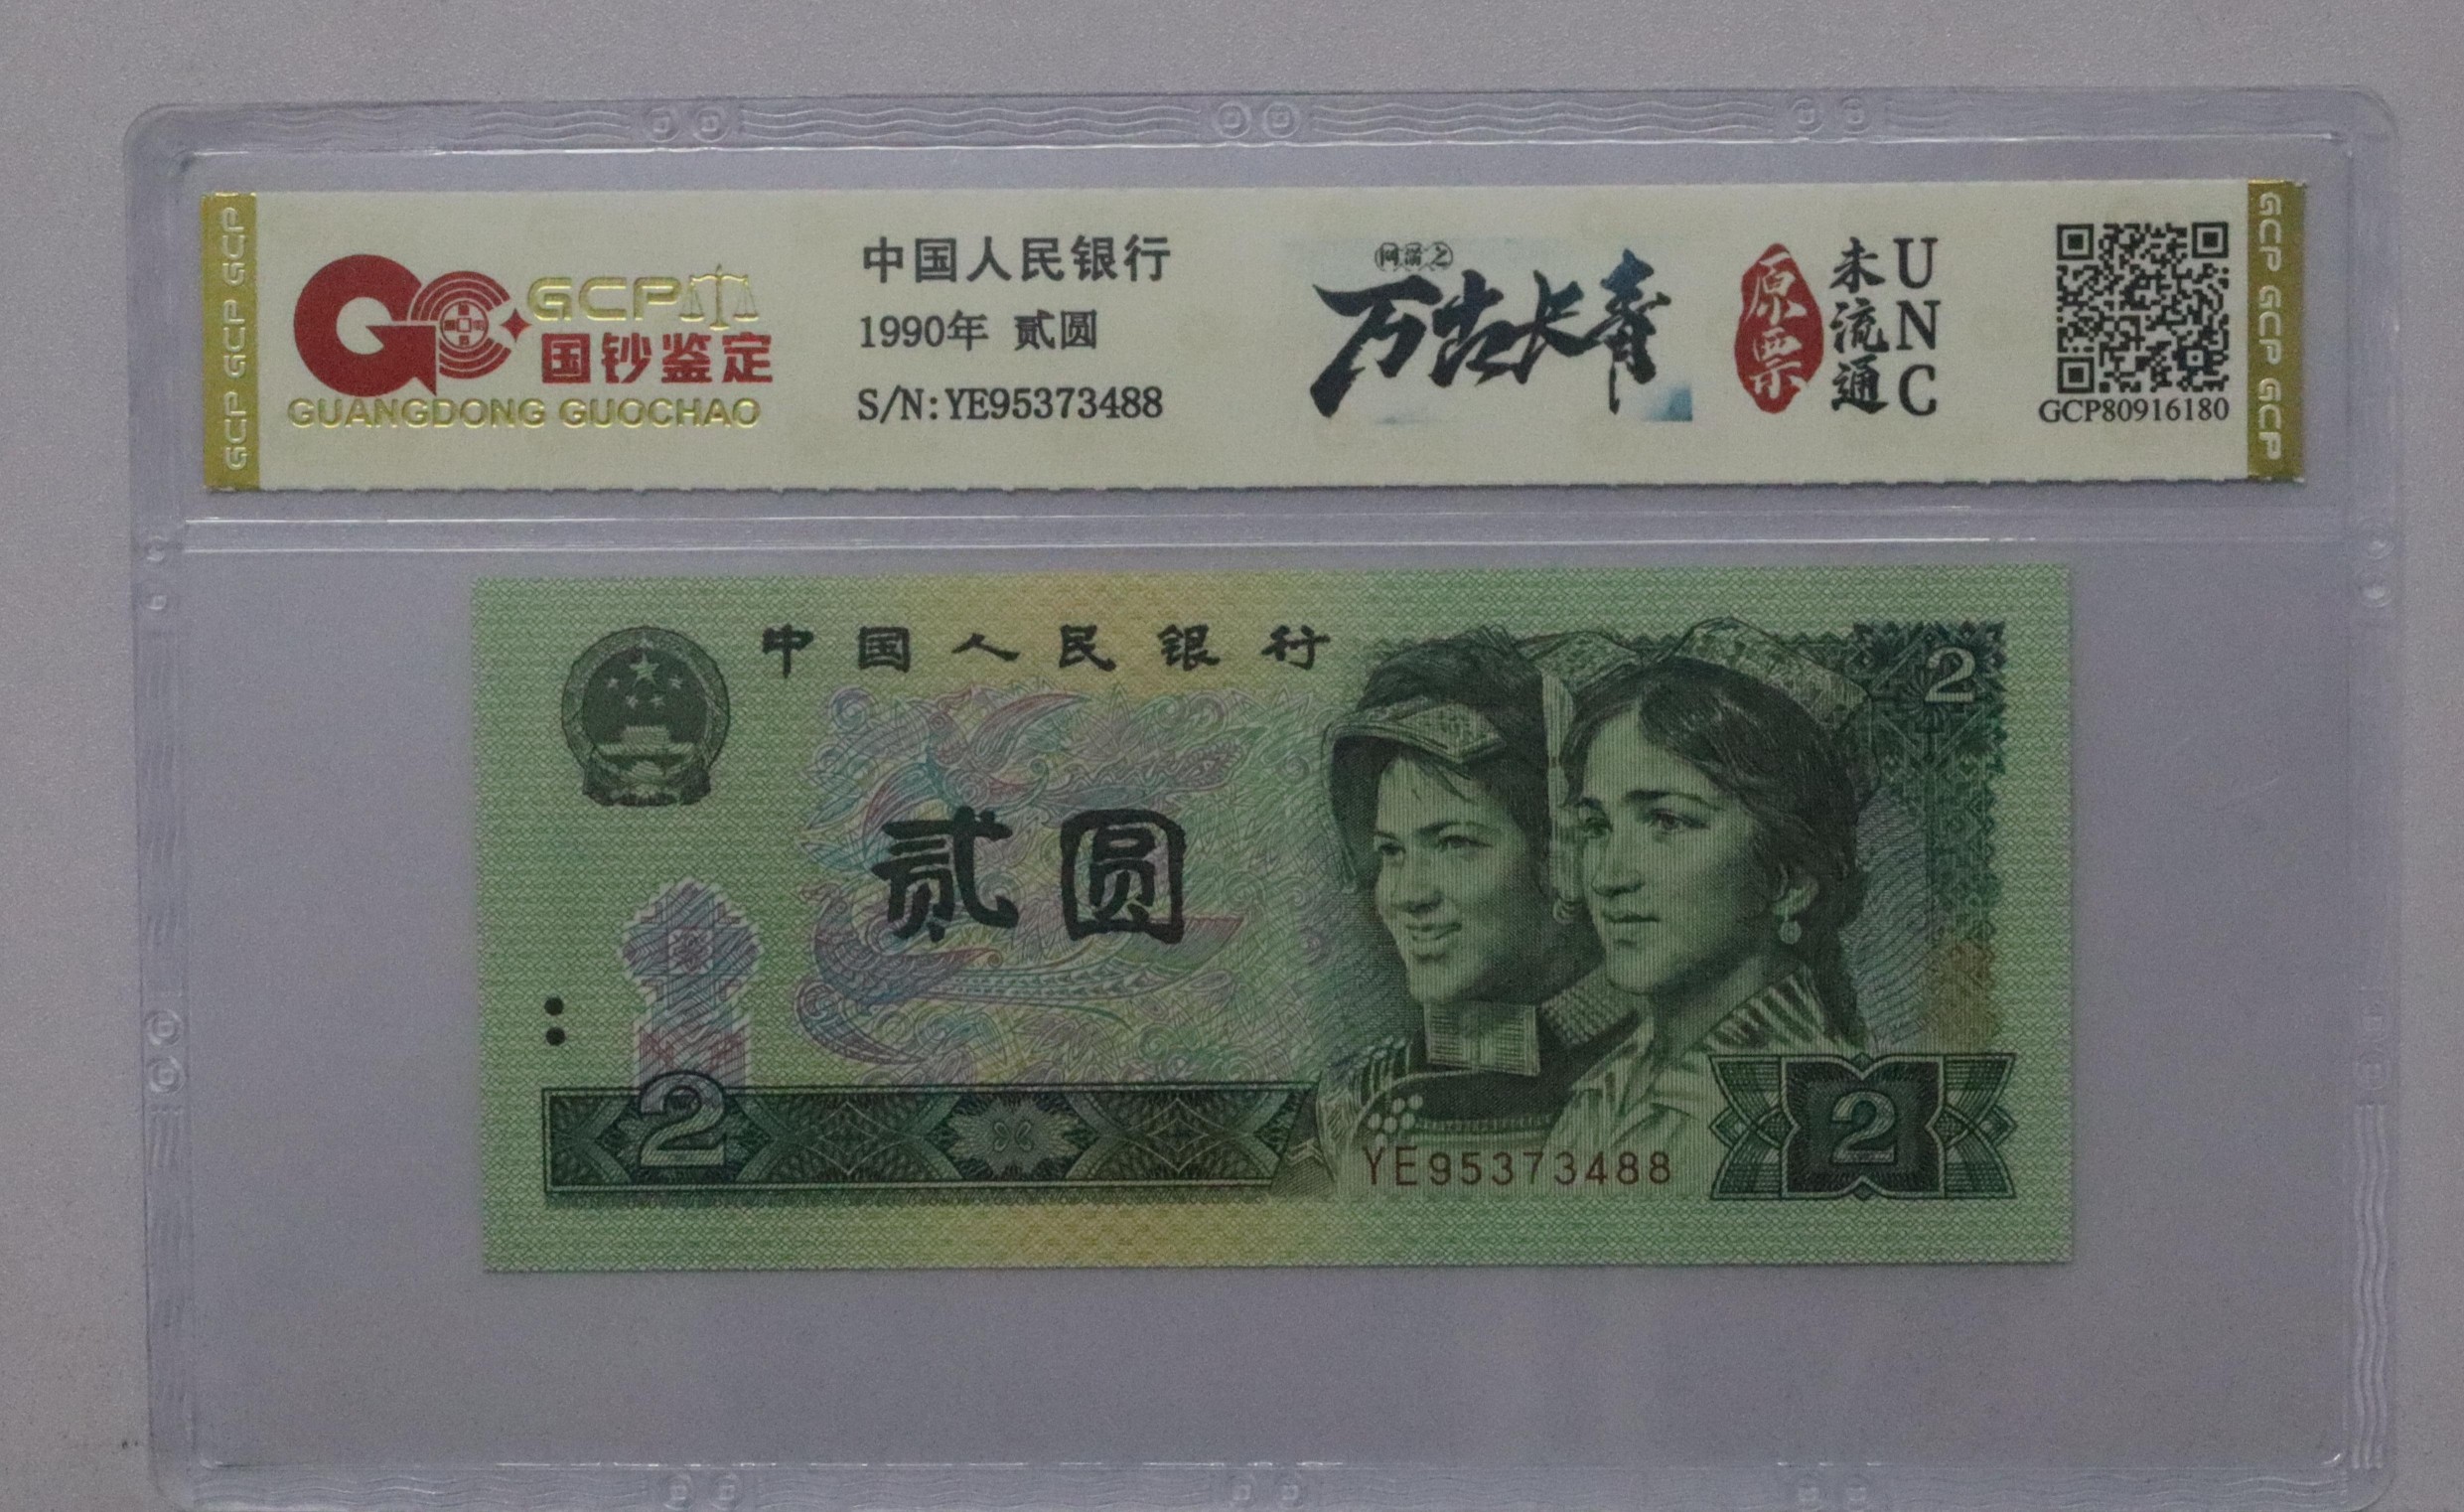 GCP GCP GCP
GCP
国钞鉴定
GUANGDONG GUOCHAO
中国人民银行
1990年 贰圆
S/N:YE95373488
万古长青
原票
未流通
UNC
GCP80916180
GCP GCP GCP
中国人民银行
2
贰圆
2
YE95373488
2